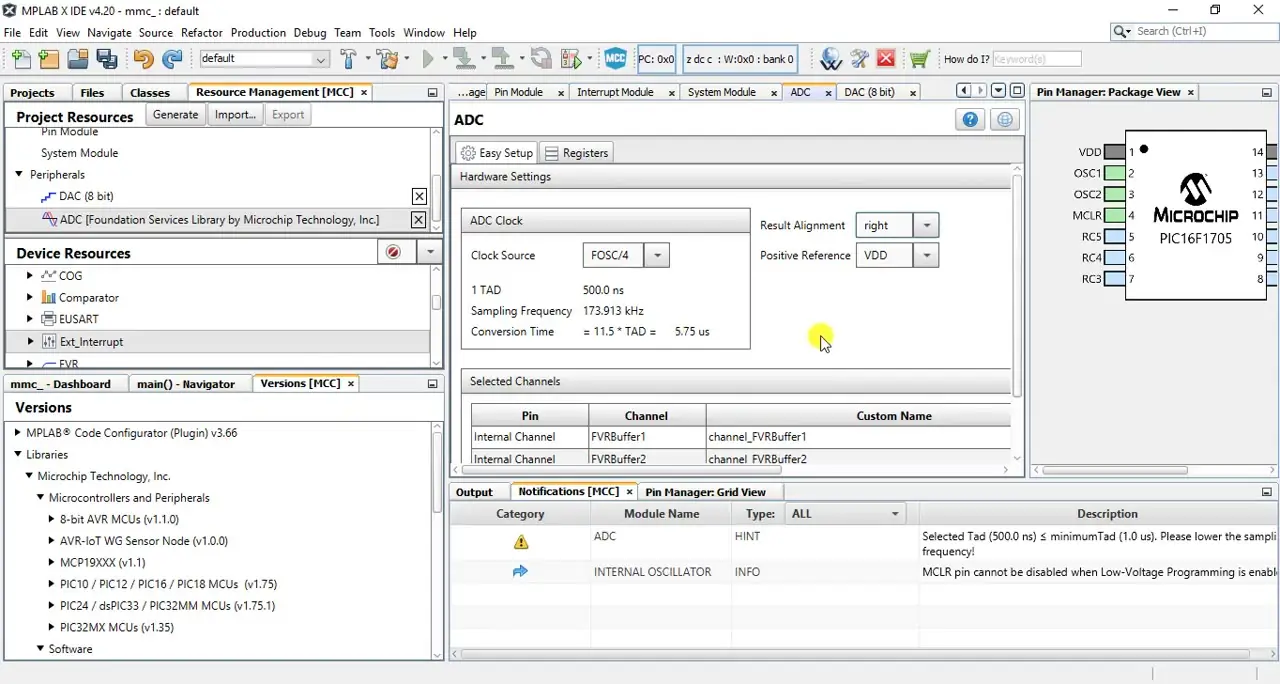 MPLAB X IDE v4.20 - mmc_ : default
File Edit View Navigate Source Refactor Production Debug Team Tools Window Help
Search (Ctrl+I)
default
MCC
PC: 0x0
z dc c : W:0x0 : bank 0
How do I?
Keyword(s)
Projects
Files
Classes
Resource Management [MCC]
Project Resources
Generate
Import...
Export
Pin Module
System Module
Peripherals
DAC (8 bit)
ADC [Foundation Services Library by Microchip Technology, Inc.]
Device Resources
COG
Comparator
EUSART
Ext_Interrupt
FVR
mmc_ - Dashboard
main() - Navigator
Versions [MCC]
Versions
MPLAB® Code Configurator (Plugin) v3.66
Libraries
Microchip Technology, Inc.
Microcontrollers and Peripherals
8-bit AVR MCUs (v1.1.0)
AVR-IoT WG Sensor Node (v1.0.0)
MCP19XXX (v1.1)
PIC10 / PIC12 / PIC16 / PIC18 MCUs (v1.75)
PIC24 / dsPIC33 / PIC32MM MCUs (v1.75.1)
PIC32MX MCUs (v1.35)
Software
...age
Pin Module
Interrupt Module
System Module
ADC
DAC (8 bit)
ADC
Easy Setup
Registers
Hardware Settings
ADC Clock
Clock Source FOSC/4
1 TAD 500.0 ns
Sampling Frequency 173.913 kHz
Conversion Time = 11.5 * TAD = 5.75 us
Result Alignment right
Positive Reference VDD
Selected Channels
Pin Channel Custom Name
Internal Channel FVRBuffer1 channel_FVRBuffer1
Internal Channel FVRBuffer2 channel_FVRBuffer2
Pin Manager: Package View
VDD 1 14
OSC1 2 13
OSC2 3 12
MCLR 4 11
RC5 5 10
RC4 6 9
RC3 7 8
MICROCHIP
PIC16F1705
Output
Notifications [MCC]
Pin Manager: Grid View
Category Module Name Type: ALL Description
ADC HINT Selected Tad (500.0 ns) ≤ minimumTad (1.0 us). Please lower the sampli
frequency!
INTERNAL OSCILLATOR INFO MCLR pin cannot be disabled when Low-Voltage Programming is enabl